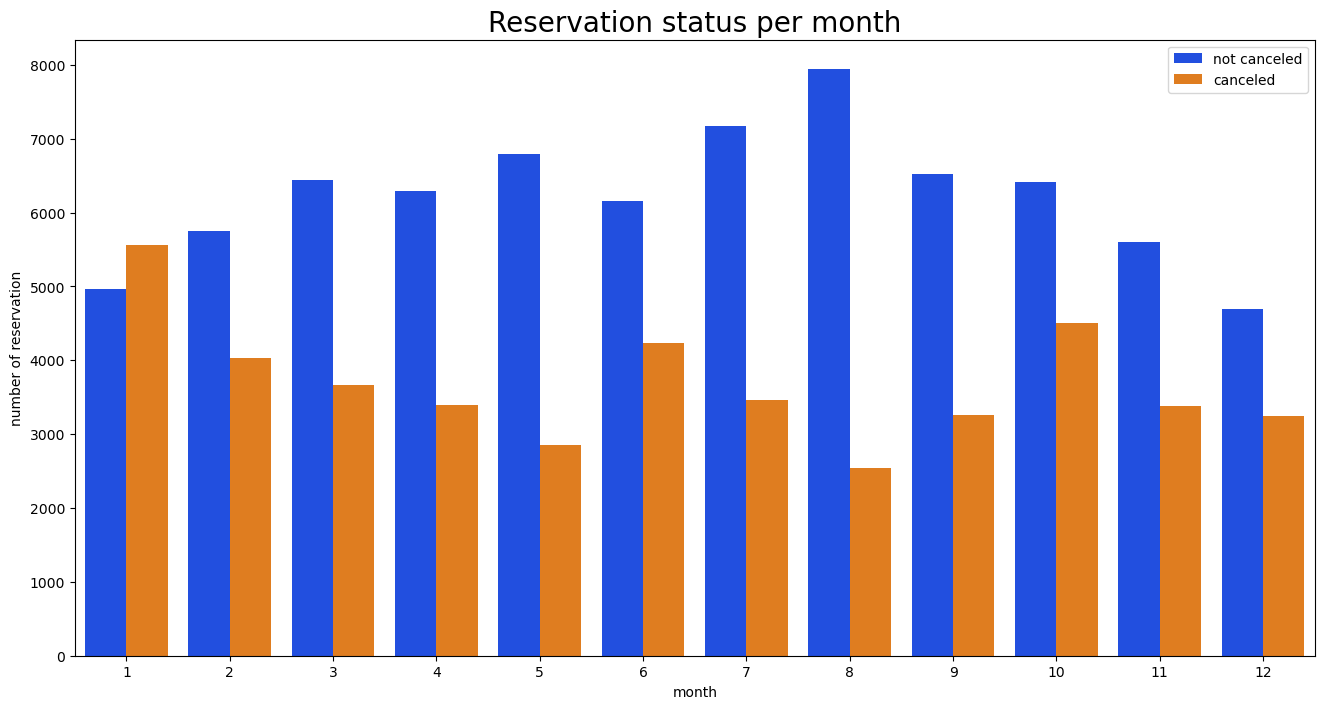 Reservation status per month
not canceled
canceled
number of reservation
8000
7000
6000
5000
4000
3000
2000
1000
0
1 2 3 4 5 6 7 8 9 10 11 12
month